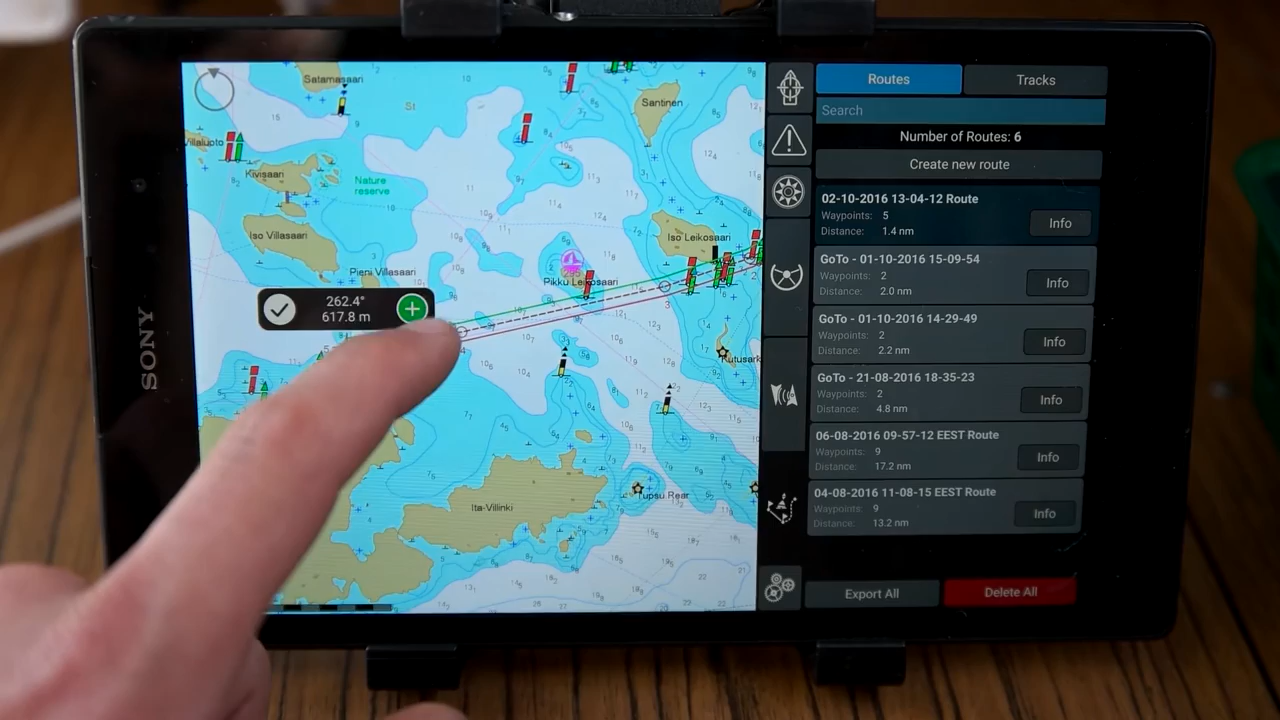 SONY
Satamasaari
St
Santinen
Villaluoto
Kivisaari
Nature
reserve
Iso Villasaari
Iso Leikosaari
Pieni Villasaari
Pikku Leikosaari
262.4°
617.8 m
3
Kutusark
Ita-Villinki
Tupsu Rear
Routes
Tracks
Search
Number of Routes: 6
Create new route
02-10-2016 13-04-12 Route
Waypoints: 5
Distance: 1.4 nm
Info
GoTo - 01-10-2016 15-09-54
Waypoints: 2
Distance: 2.0 nm
Info
GoTo - 01-10-2016 14-29-49
Waypoints: 2
Distance: 2.2 nm
Info
GoTo - 21-08-2016 18-35-23
Waypoints: 2
Distance: 4.8 nm
Info
06-08-2016 09-57-12 EEST Route
Waypoints: 9
Distance: 17.2 nm
Info
04-08-2016 11-08-15 EEST Route
Waypoints: 9
Distance: 13.2 nm
Info
Export All
Delete All